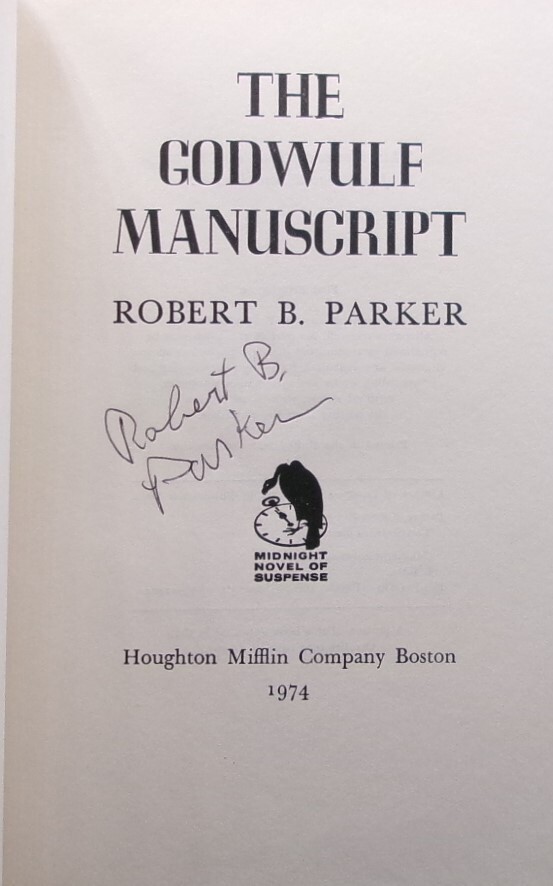 THE
GODWULF
MANUSCRIPT
ROBERT B. PARKER
Robert B.
Parker
MIDNIGHT
NOVEL OF
SUSPENSE
Houghton Mifflin Company Boston
1974